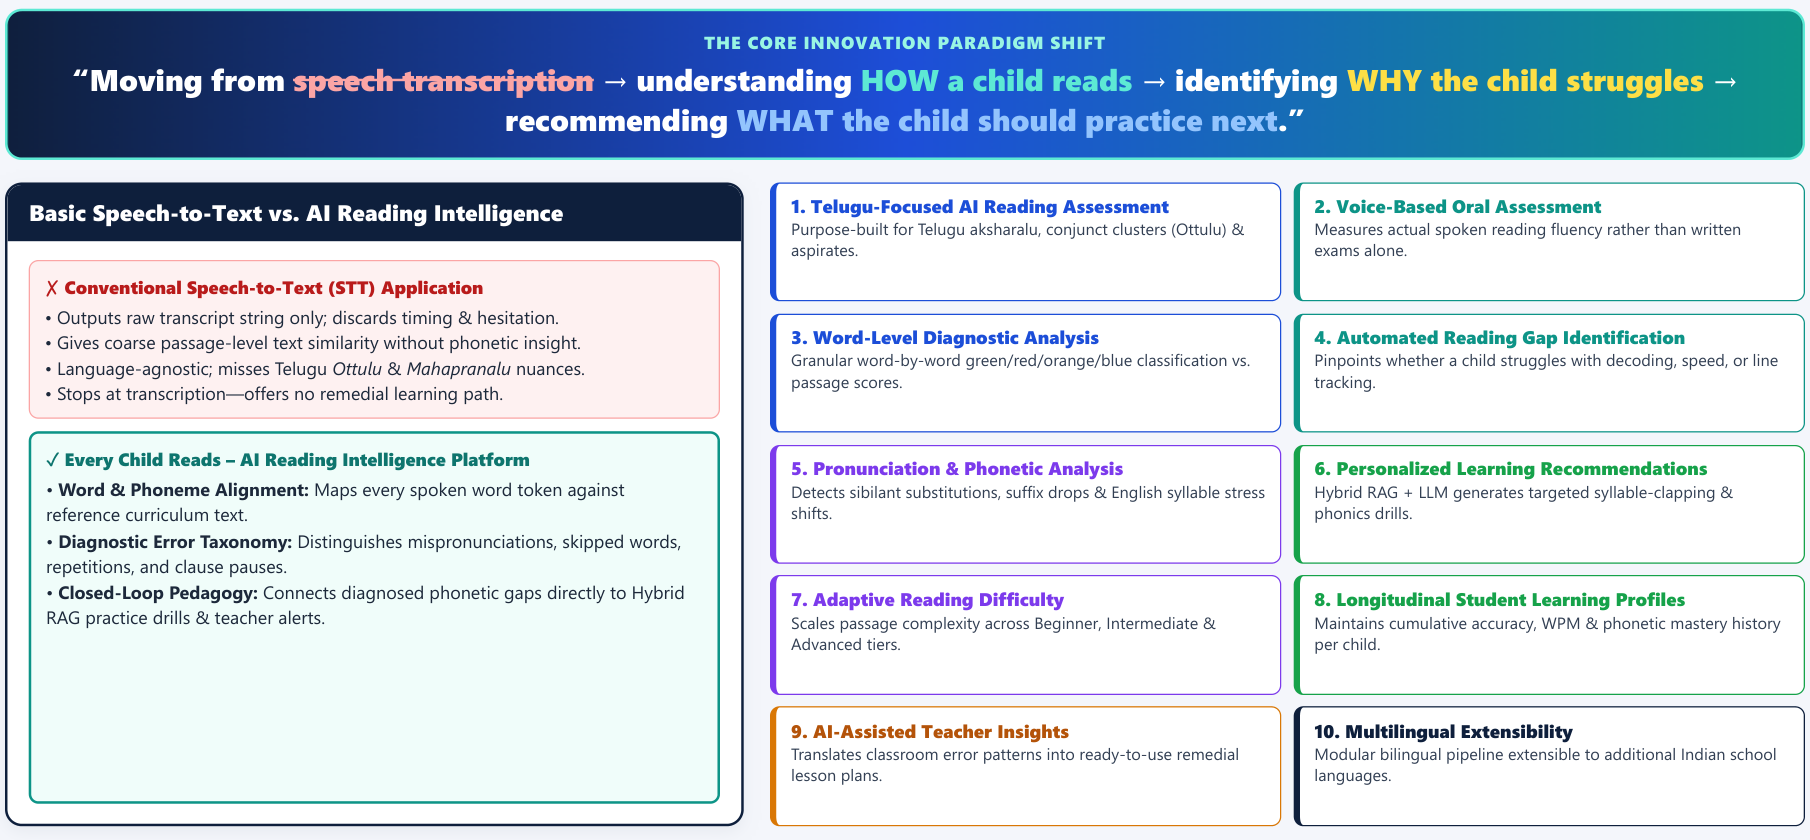 THE CORE INNOVATION PARADIGM SHIFT
“Moving from speech transcription → understanding HOW a child reads → identifying WHY the child struggles →
recommending WHAT the child should practice next.”
Basic Speech-to-Text vs. AI Reading Intelligence
✗ Conventional Speech-to-Text (STT) Application
• Outputs raw transcript string only; discards timing & hesitation.
• Gives coarse passage-level text similarity without phonetic insight.
• Language-agnostic; misses Telugu Ottulu & Mahapranalu nuances.
• Stops at transcription—offers no remedial learning path.
✓ Every Child Reads – AI Reading Intelligence Platform
• Word & Phoneme Alignment: Maps every spoken word token against
reference curriculum text.
• Diagnostic Error Taxonomy: Distinguishes mispronunciations, skipped words,
repetitions, and clause pauses.
• Closed-Loop Pedagogy: Connects diagnosed phonetic gaps directly to Hybrid
RAG practice drills & teacher alerts.
1. Telugu-Focused AI Reading Assessment
Purpose-built for Telugu aksharalu, conjunct clusters (Ottulu) &
aspirates.
2. Voice-Based Oral Assessment
Measures actual spoken reading fluency rather than written
exams alone.
3. Word-Level Diagnostic Analysis
Granular word-by-word green/red/orange/blue classification vs.
passage scores.
4. Automated Reading Gap Identification
Pinpoints whether a child struggles with decoding, speed, or line
tracking.
5. Pronunciation & Phonetic Analysis
Detects sibilant substitutions, suffix drops & English syllable stress
shifts.
6. Personalized Learning Recommendations
Hybrid RAG + LLM generates targeted syllable-clapping &
phonics drills.
7. Adaptive Reading Difficulty
Scales passage complexity across Beginner, Intermediate &
Advanced tiers.
8. Longitudinal Student Learning Profiles
Maintains cumulative accuracy, WPM & phonetic mastery history
per child.
9. AI-Assisted Teacher Insights
Translates classroom error patterns into ready-to-use remedial
lesson plans.
10. Multilingual Extensibility
Modular bilingual pipeline extensible to additional Indian school
languages.